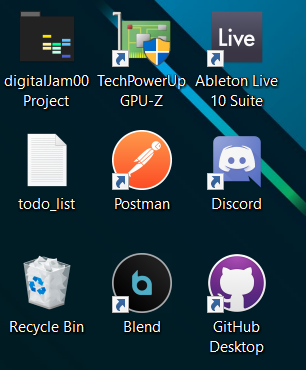 Live
digitalJam00
Project
TechPowerUp
GPU-Z
Ableton Live
10 Suite
todo_list
Postman
Discord
Recycle Bin
Blend
GitHub
Desktop